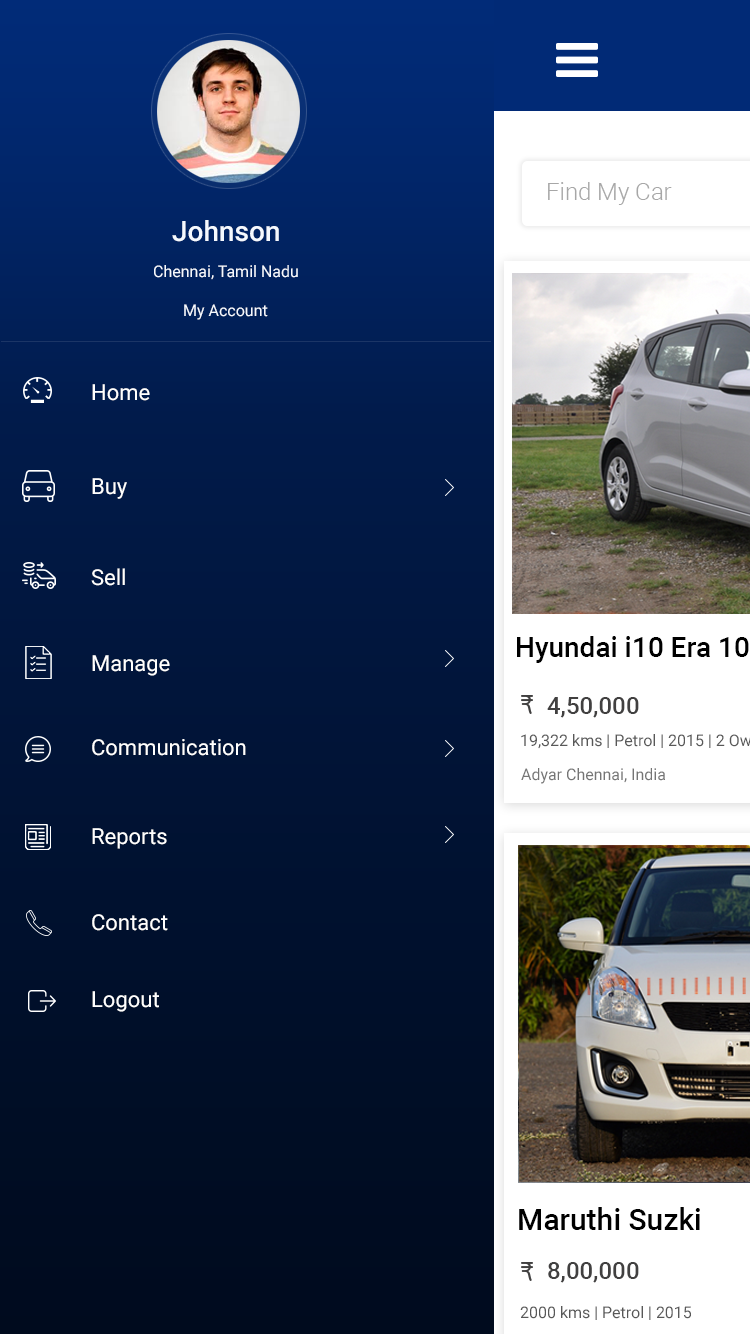 Johnson
Chennai, Tamil Nadu
My Account
Home
Buy
Sell
Manage
Communication
Reports
Contact
Logout
Find My Car
Hyundai i10 Era 10
₹ 4,50,000
19,322 kms | Petrol | 2015 | 2 Ow
Adyar Chennai, India
Maruthi Suzki
₹ 8,00,000
2000 kms | Petrol | 2015